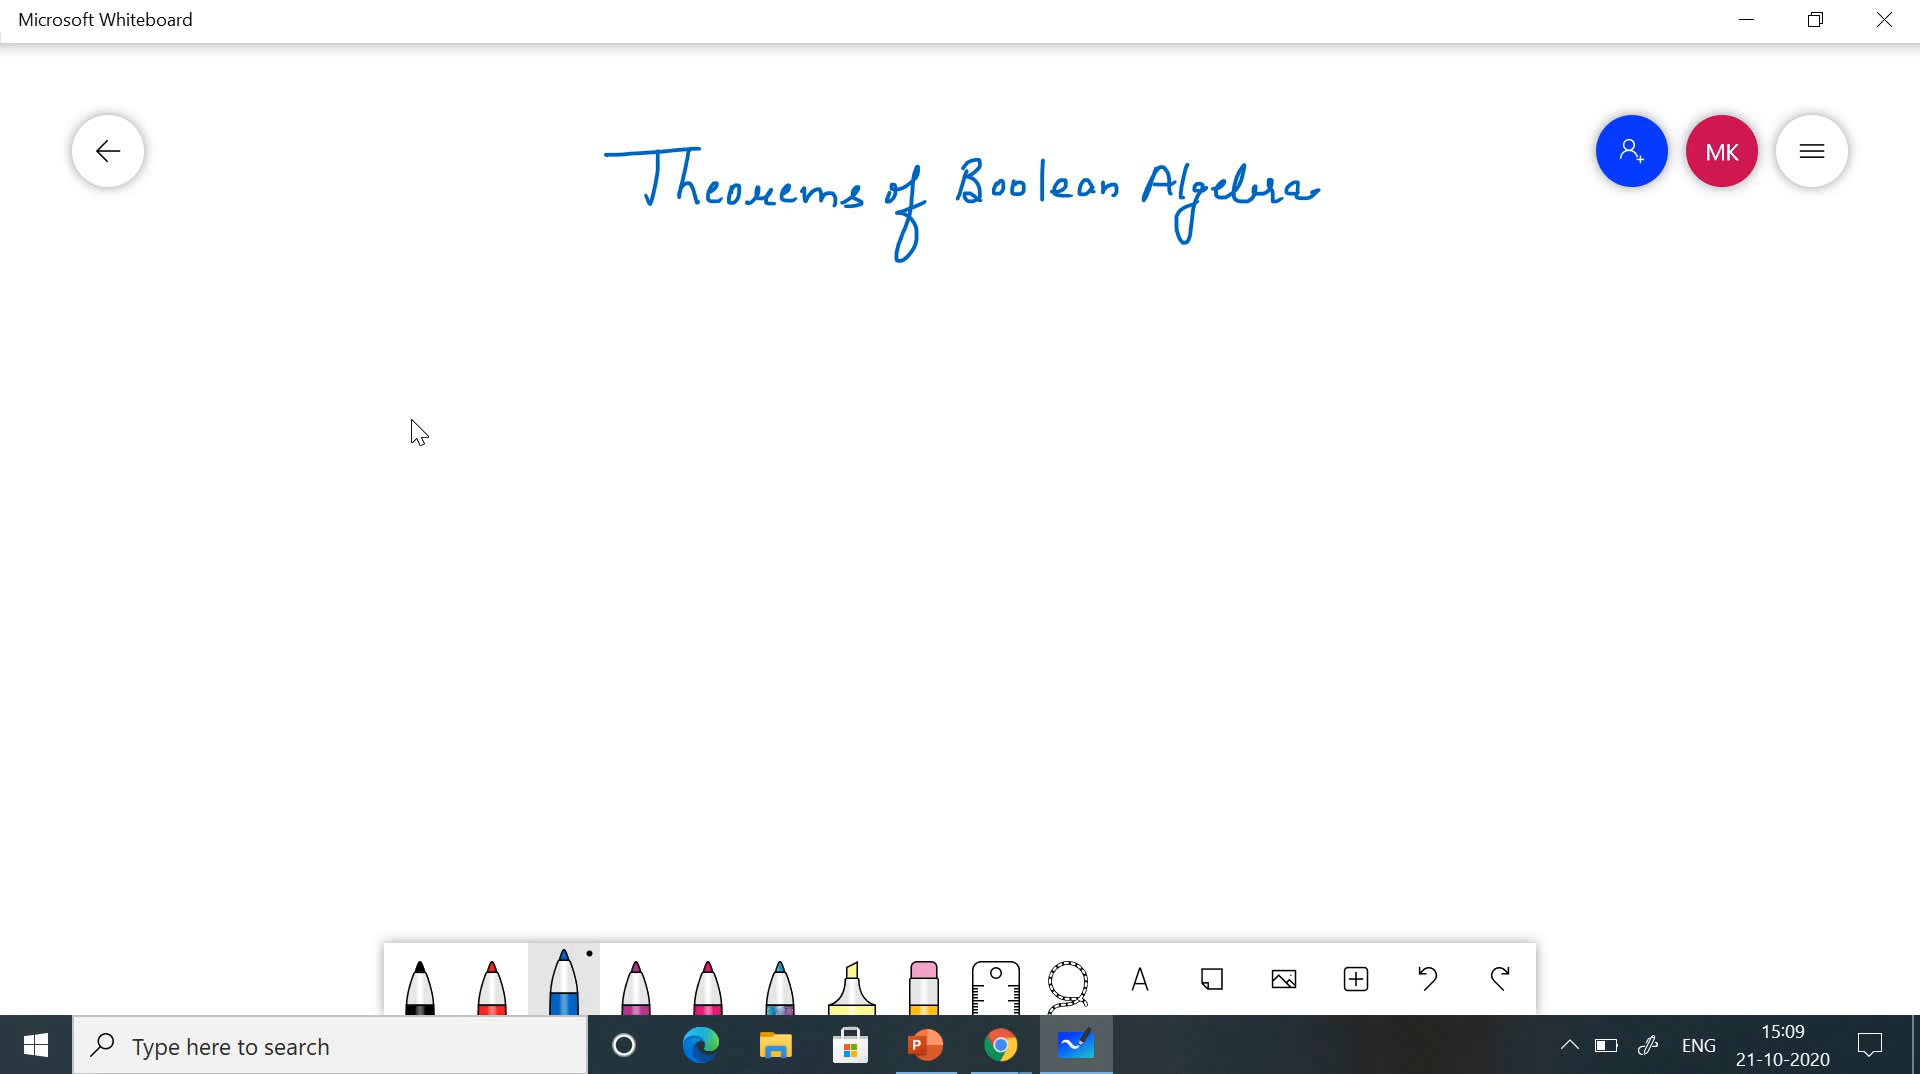 Microsoft Whiteboard
MK
Theorems of Boolean Algebra
A
Type here to search
P
ENG
15:09
21-10-2020